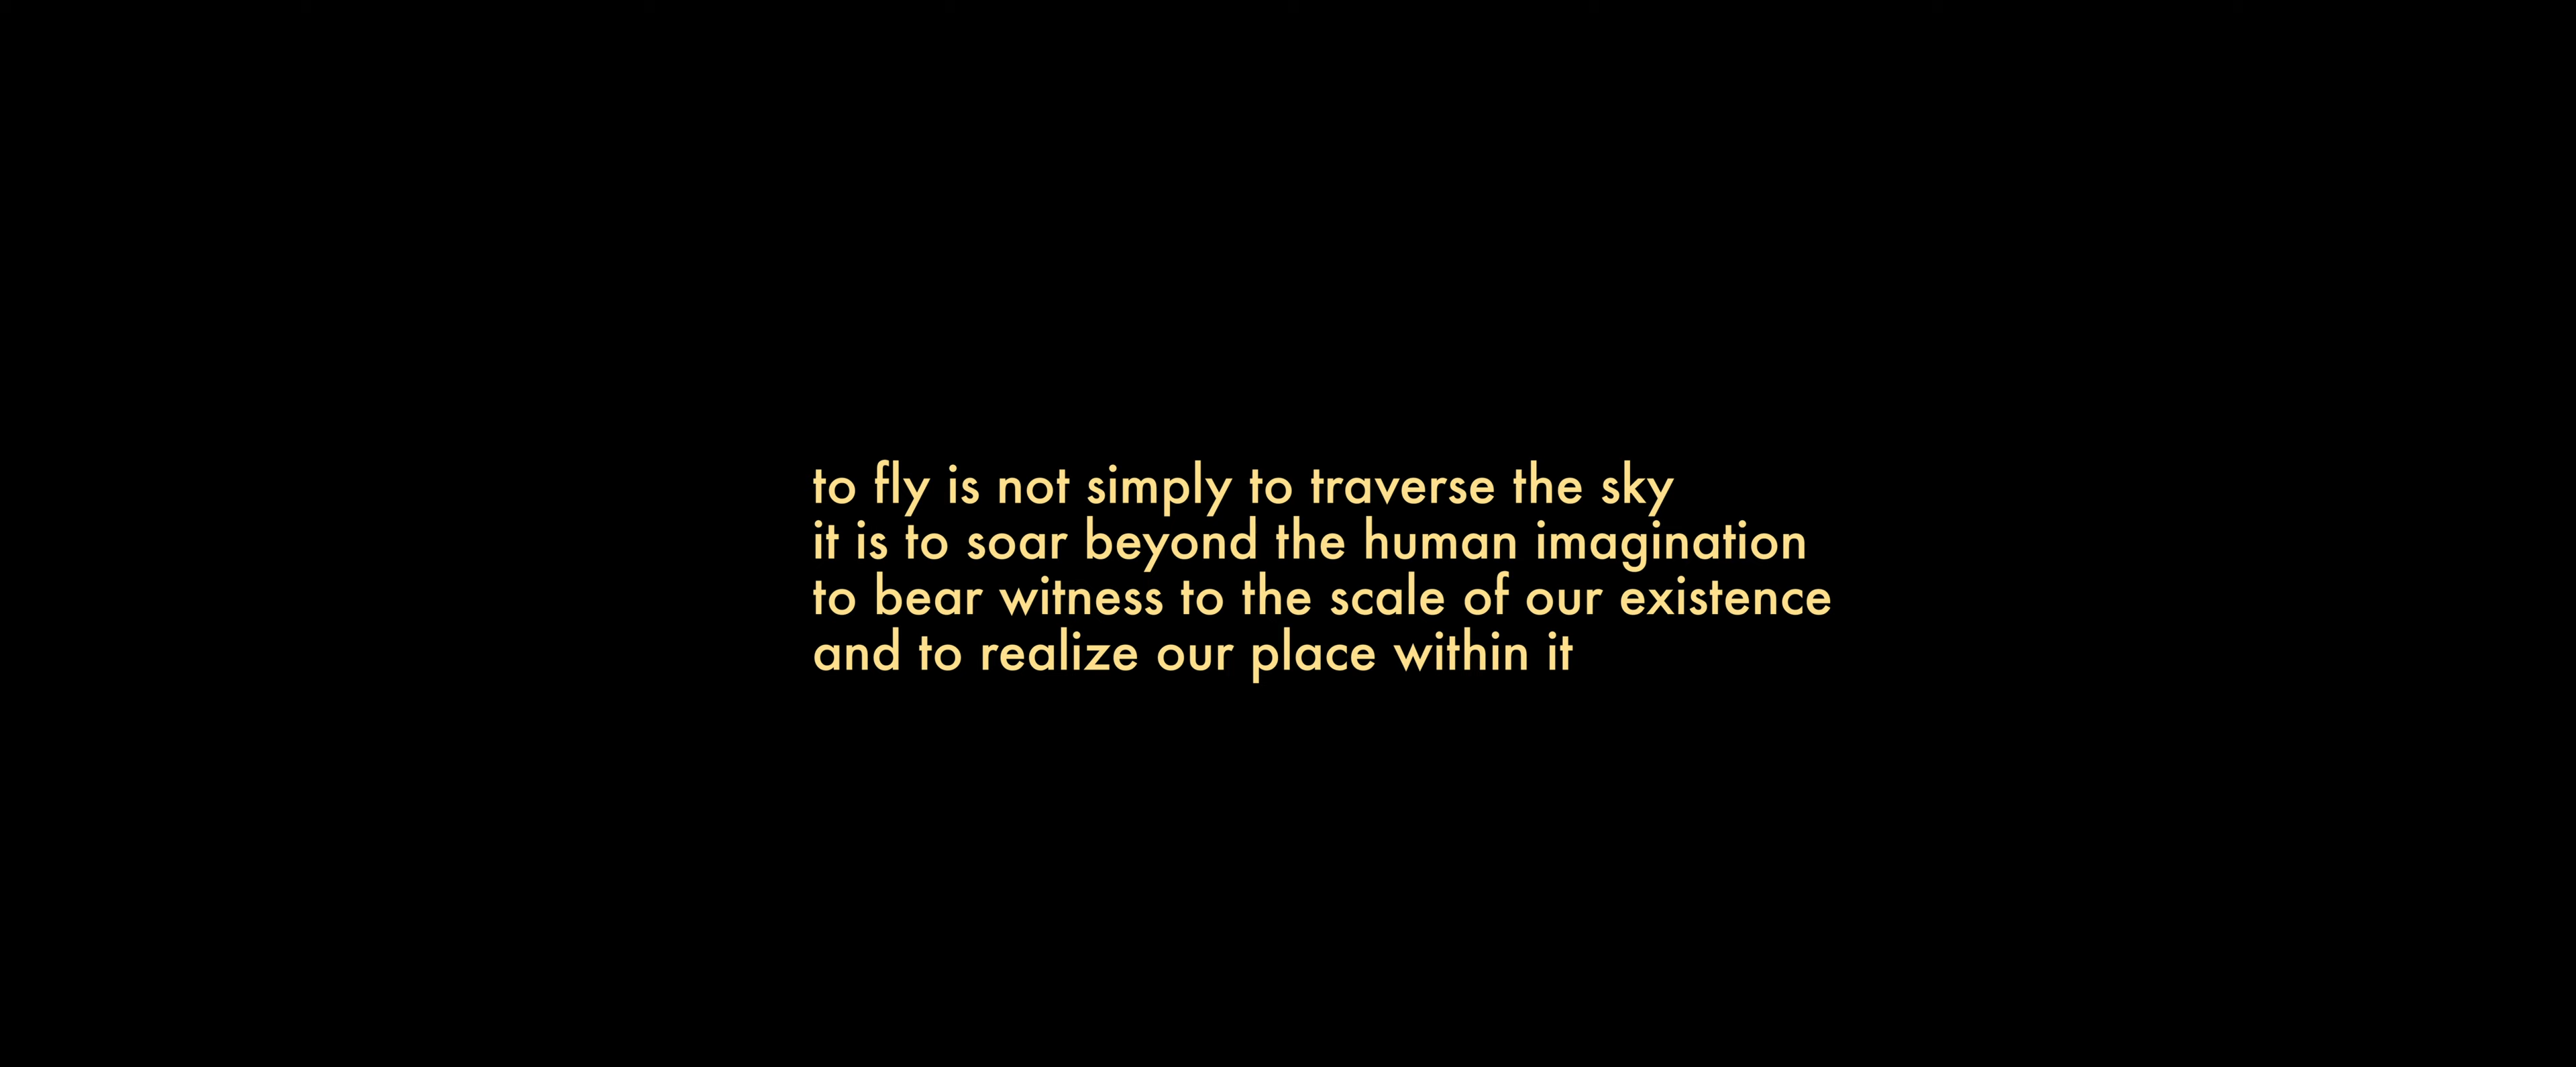 to fly is not simply to traverse the sky
it is to soar beyond the human imagination
to bear witness to the scale of our existence
and to realize our place within it